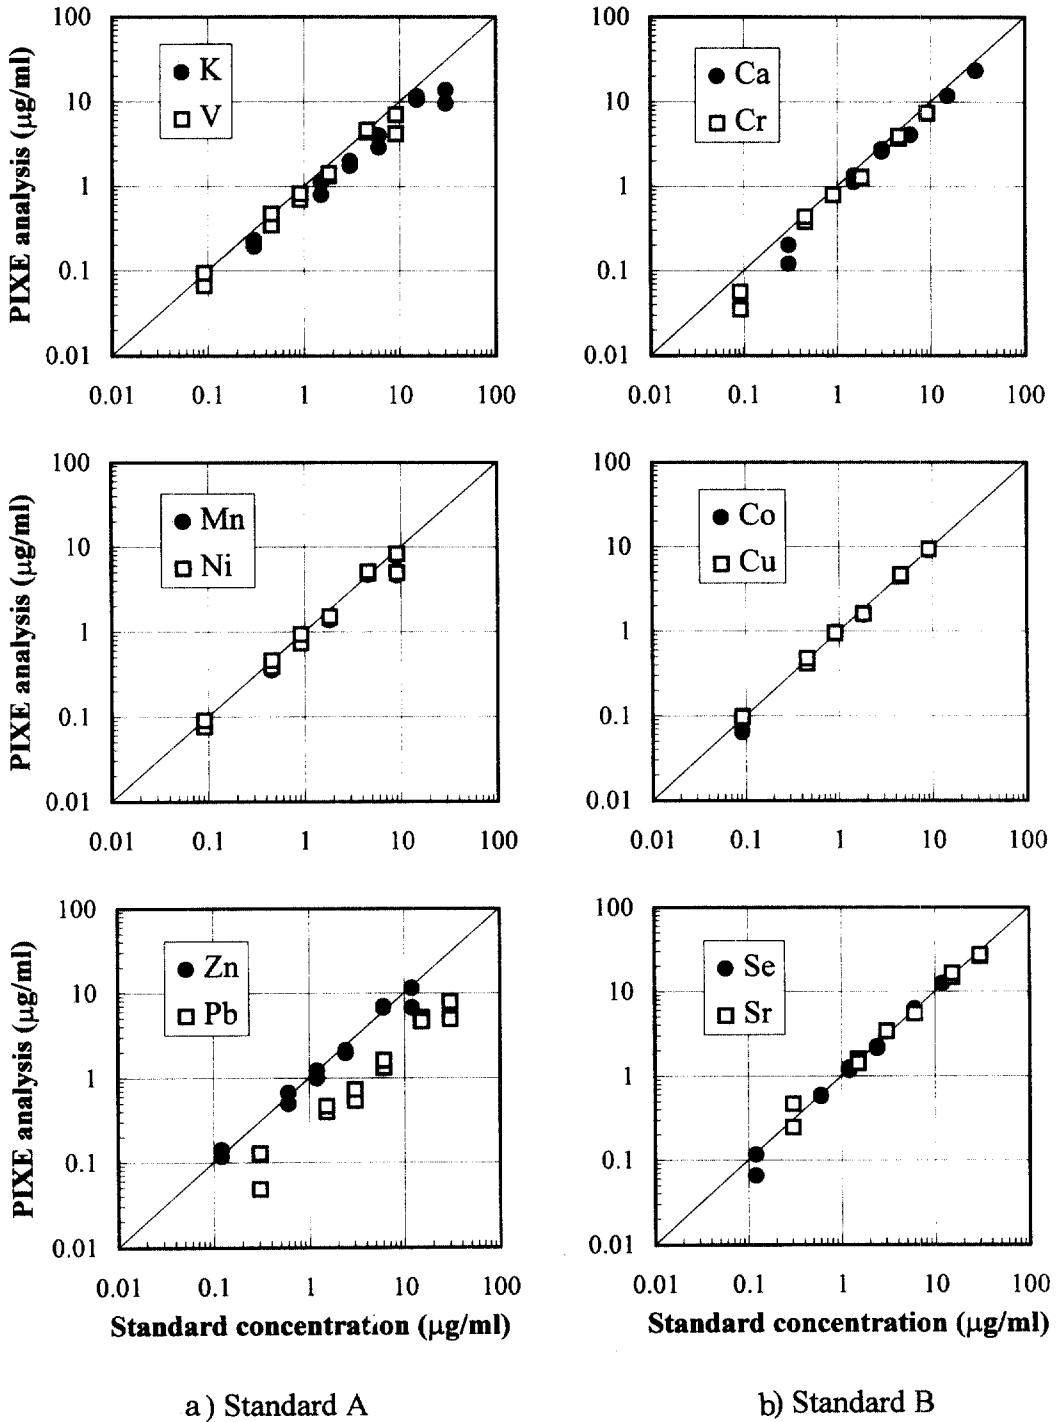 100
10
1
0.1
0.01
PIXE analysis (μg/ml)
K
V
0.01 0.1 1 10 100
100
10
1
0.1
0.01
Ca
Cr
0.01 0.1 1 10 100
100
10
1
0.1
0.01
PIXE analysis (μg/ml)
Mn
Ni
0.01 0.1 1 10 100
100
10
1
0.1
0.01
Co
Cu
0.01 0.1 1 10 100
100
10
1
0.1
0.01
PIXE analysis (μg/ml)
Zn
Pb
0.01 0.1 1 10 100
Standard concentration (μg/ml)
a) Standard A
100
10
1
0.1
0.01
Se
Sr
0.01 0.1 1 10 100
Standard concentration (μg/ml)
b) Standard B